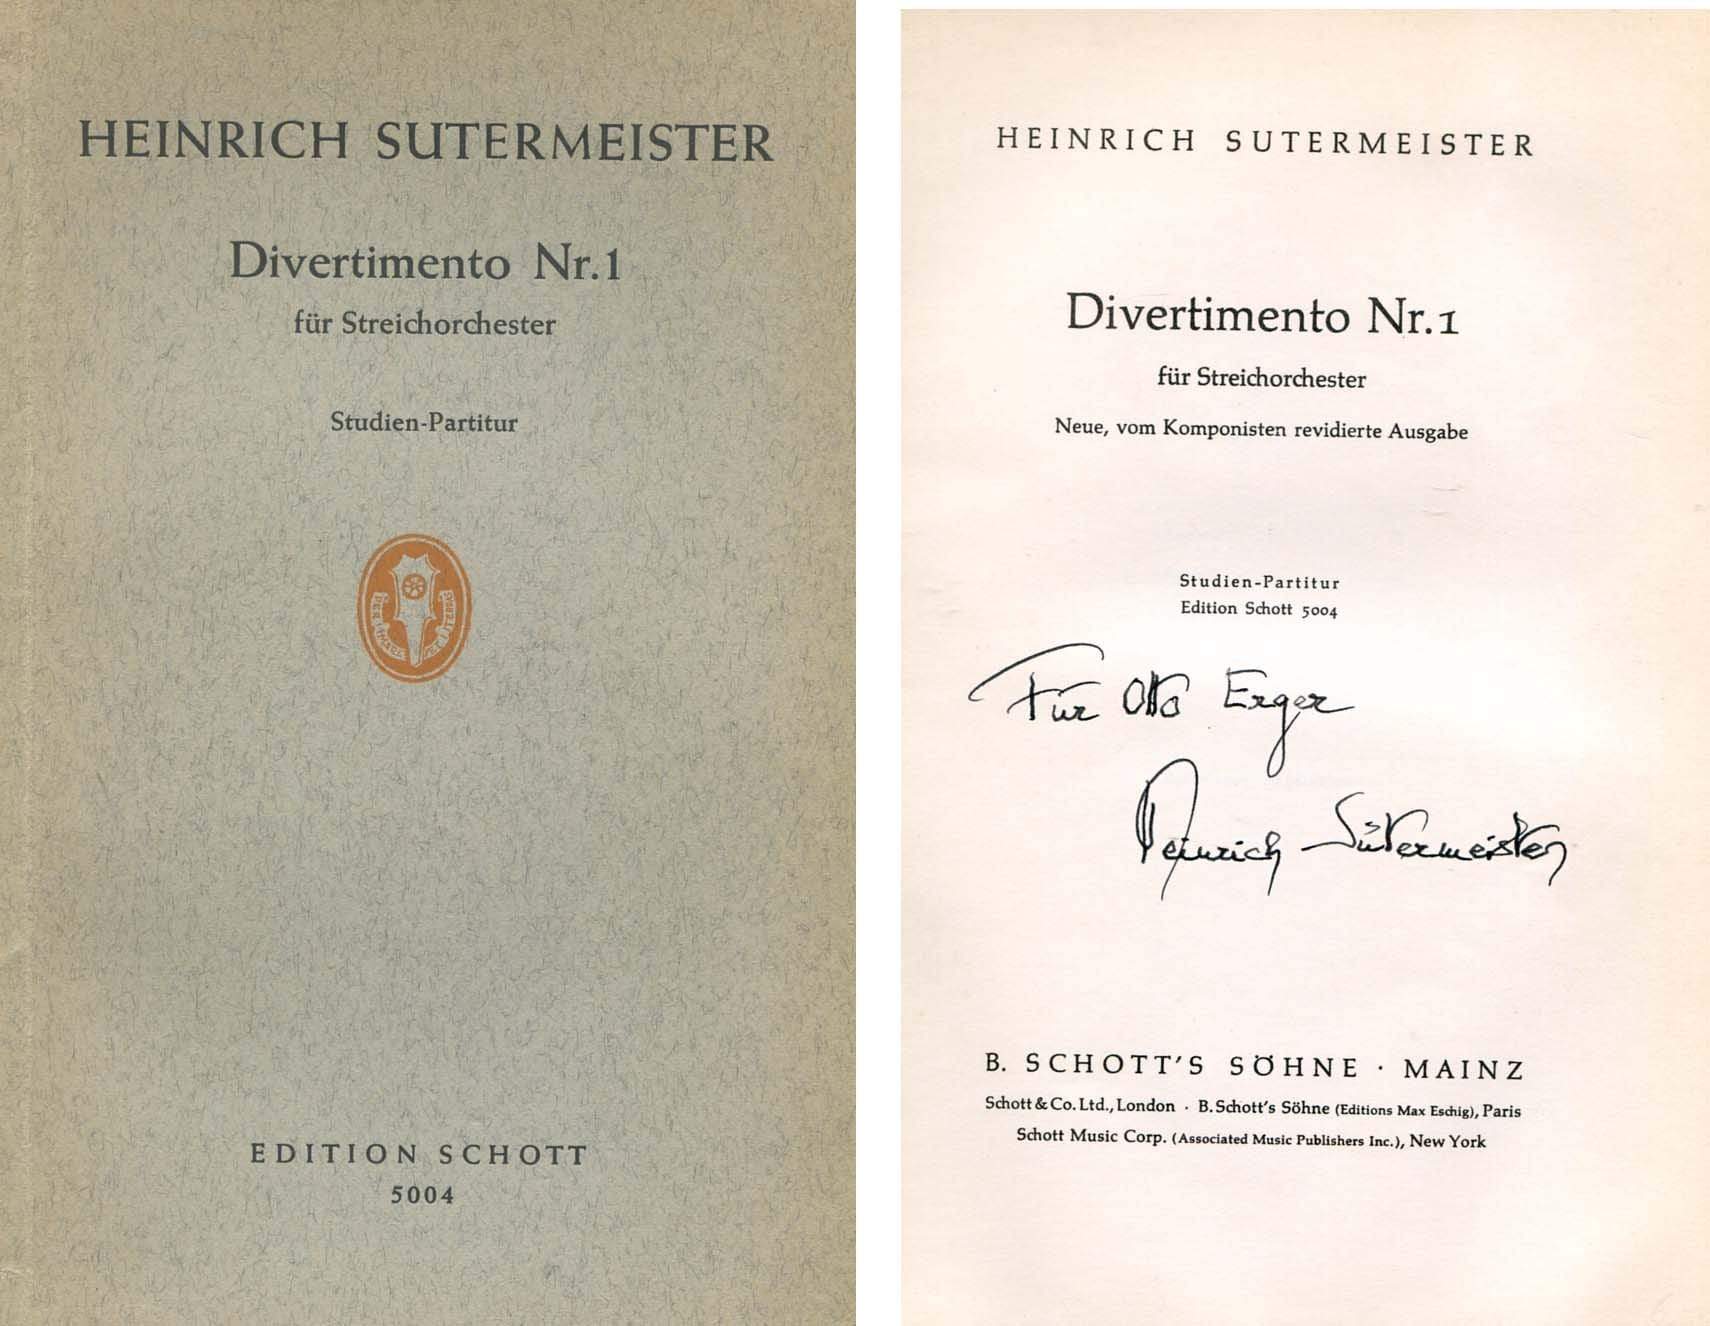 HEINRICH SUTERMEISTER
Divertimento Nr.1
für Streichorchester
Studien-Partitur
EDITION SCHOTT
5004
HEINRICH SUTERMEISTER
Divertimento Nr.1
für Streichorchester
Neue, vom Komponisten revidierte Ausgabe
Studien-Partitur
Edition Schott 5004
Für Otto Erger
Heinrich Sutermeister
B. SCHOTT'S SÖHNE · MAINZ
Schott & Co. Ltd., London · B. Schott's Söhne (Editions Max Eschig), Paris
Schott Music Corp. (Associated Music Publishers Inc.), New York